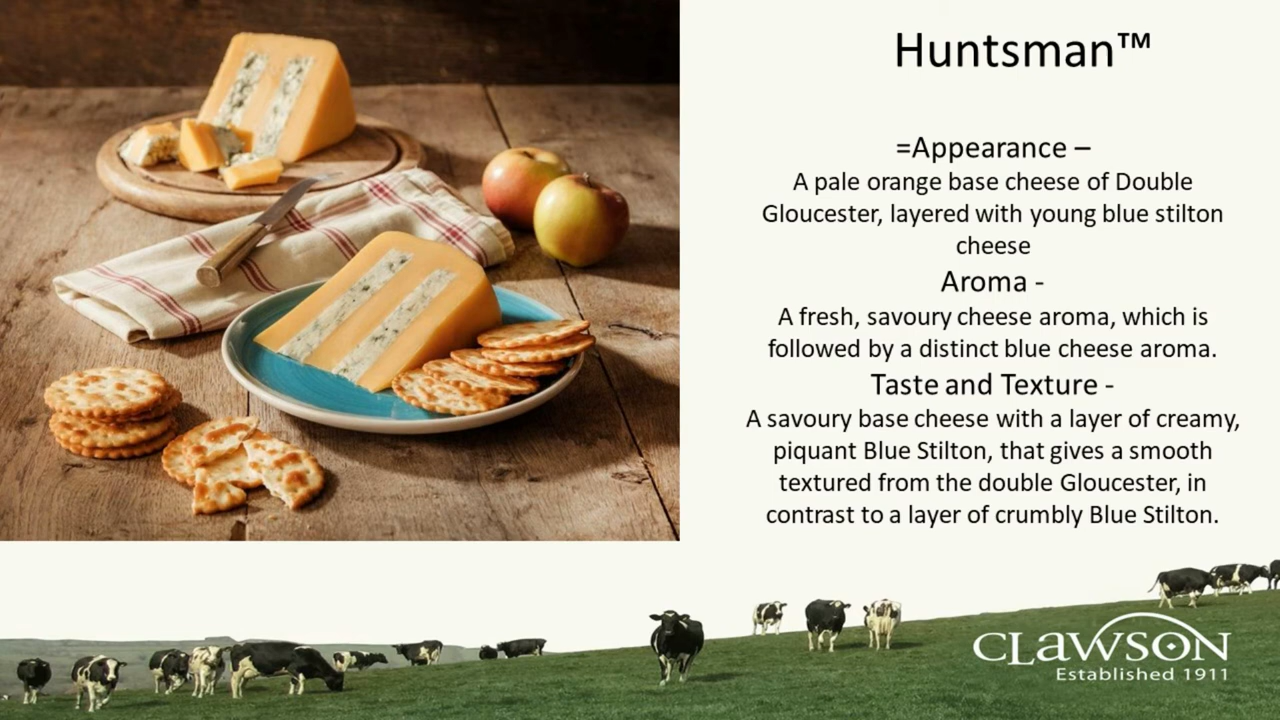 Huntsman™
=Appearance –
A pale orange base cheese of Double
Gloucester, layered with young blue stilton
cheese
Aroma -
A fresh, savoury cheese aroma, which is
followed by a distinct blue cheese aroma.
Taste and Texture -
A savoury base cheese with a layer of creamy,
piquant Blue Stilton, that gives a smooth
textured from the double Gloucester, in
contrast to a layer of crumbly Blue Stilton.
CLAWSON
Established 1911